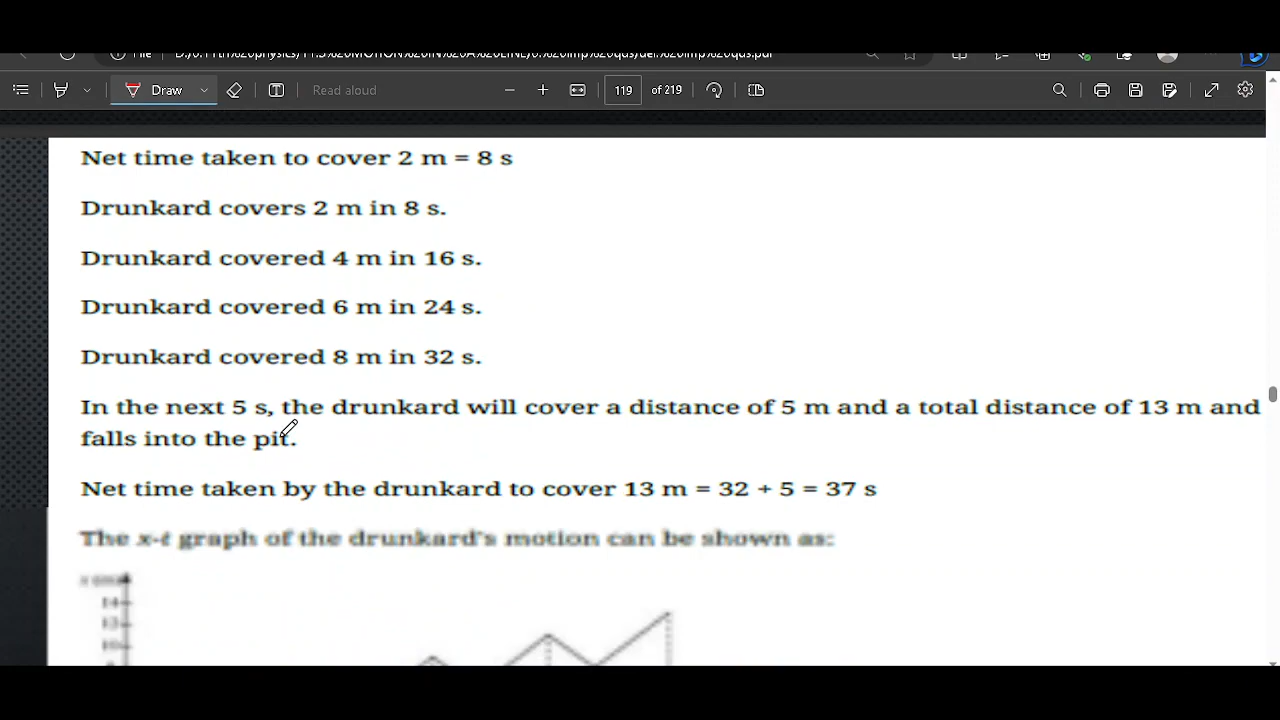 Draw
Read aloud
119 of 219
Net time taken to cover 2 m = 8 s
Drunkard covers 2 m in 8 s.
Drunkard covered 4 m in 16 s.
Drunkard covered 6 m in 24 s.
Drunkard covered 8 m in 32 s.
In the next 5 s, the drunkard will cover a distance of 5 m and a total distance of 13 m and
falls into the pit.
Net time taken by the drunkard to cover 13 m = 32 + 5 = 37 s
The x-t graph of the drunkard's motion can be shown as:
14
10